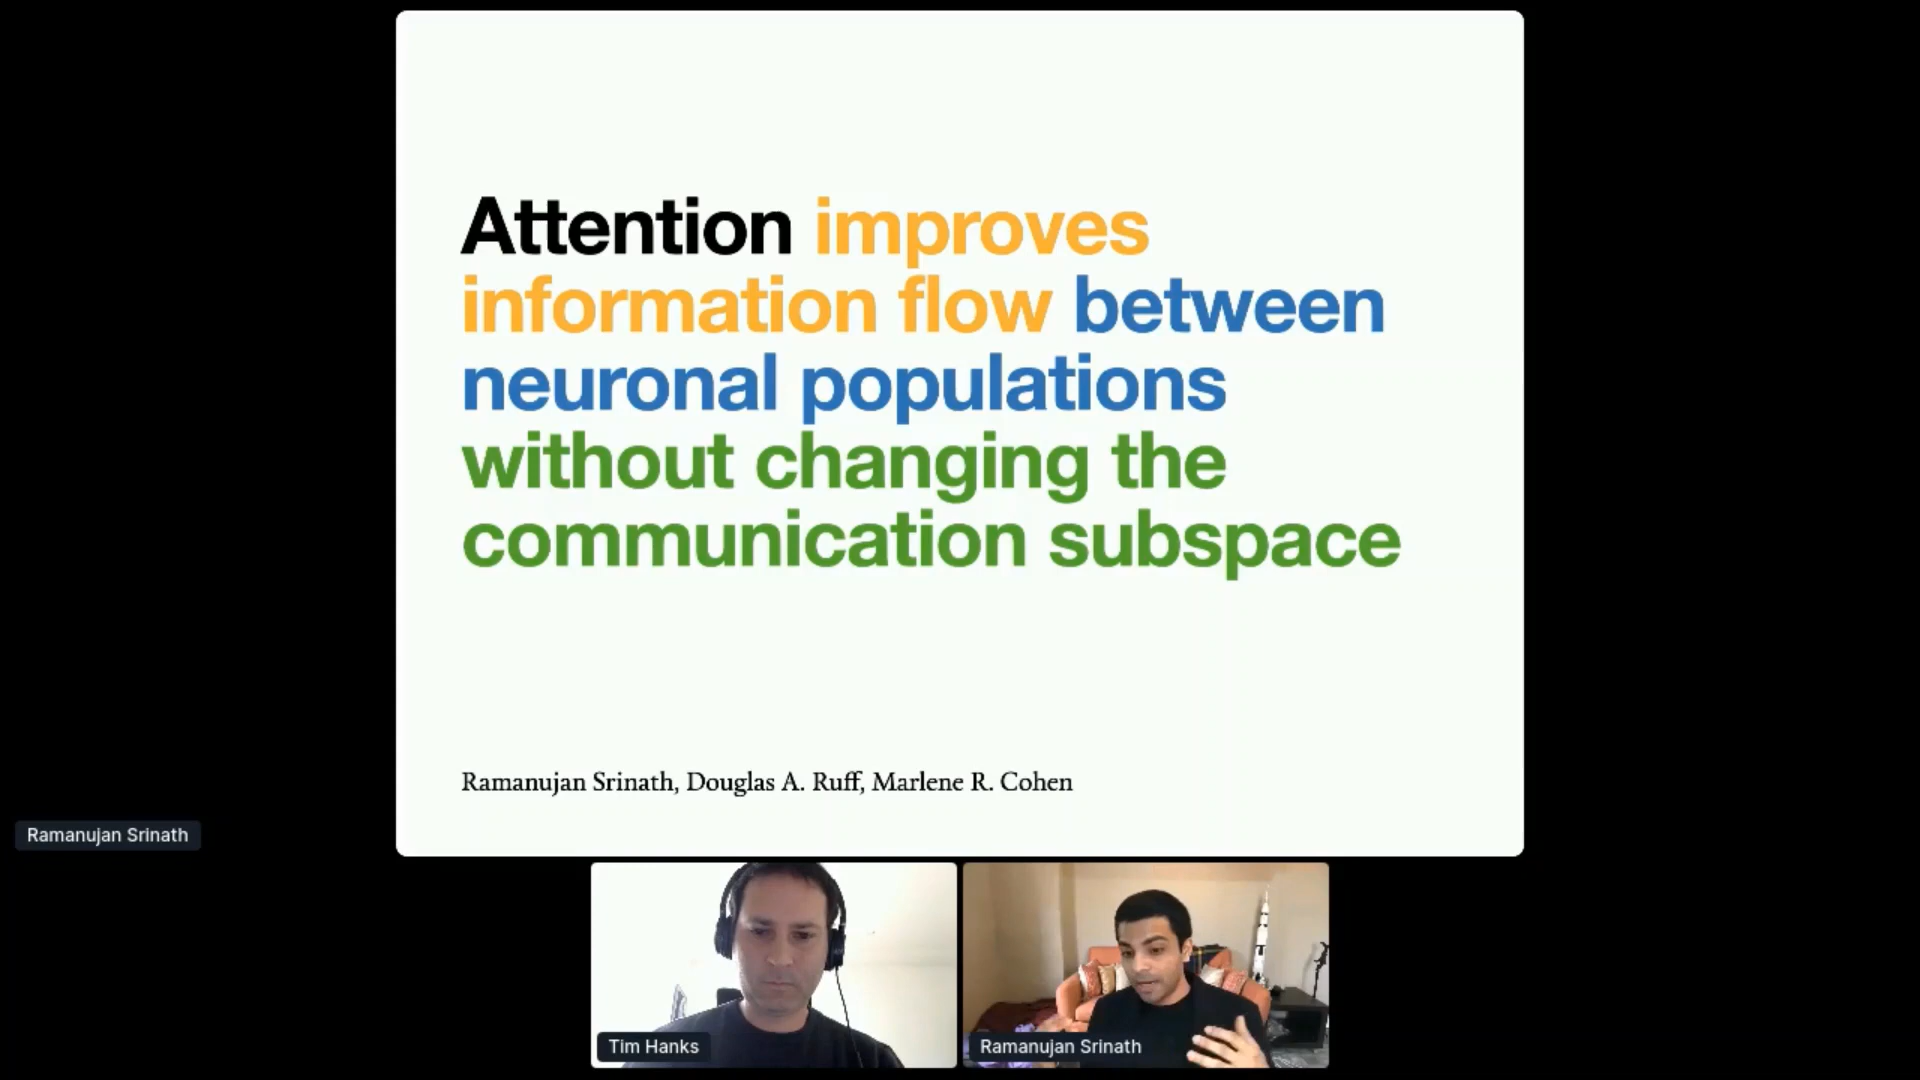 Attention improves
information flow between
neuronal populations
without changing the
communication subspace
Ramanujan Srinath, Douglas A. Ruff, Marlene R. Cohen
Ramanujan Srinath
Tim Hanks
Ramanujan Srinath